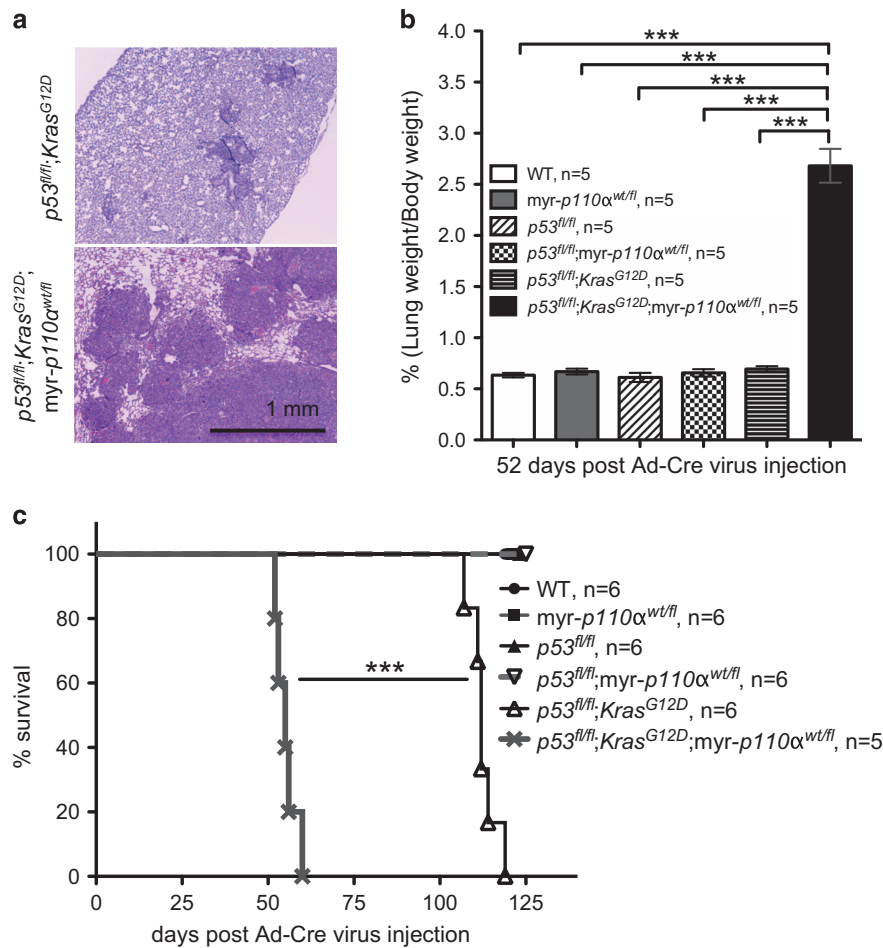 a
p53fl/fl;KrasG12D
p53fl/fl;KrasG12D;
myr-p110αwt/fl
1 mm
b
% (Lung weight/Body weight)
4.0
3.5
3.0
2.5
2.0
1.5
1.0
0.5
0.0
***
***
***
***
***
WT, n=5
myr-p110αwt/fl, n=5
p53fl/fl, n=5
p53fl/fl;myr-p110αwt/fl, n=5
p53fl/fl;KrasG12D, n=5
p53fl/fl;KrasG12D;myr-p110αwt/fl, n=5
52 days post Ad-Cre virus injection
c
% survival
100
80
60
40
20
0
***
WT, n=6
myr-p110αwt/fl, n=6
p53fl/fl, n=6
p53fl/fl;myr-p110αwt/fl, n=6
p53fl/fl;KrasG12D, n=6
p53fl/fl;KrasG12D;myr-p110αwt/fl, n=5
0 25 50 75 100 125
days post Ad-Cre virus injection